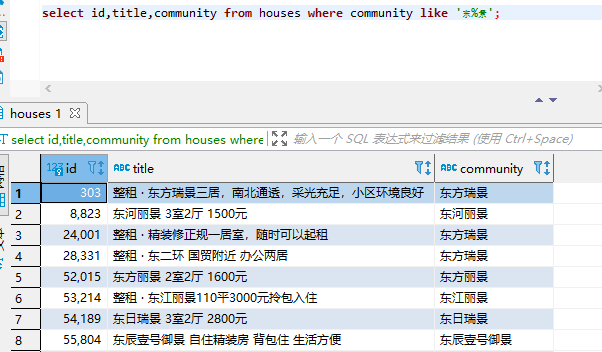 select id,title,community from houses where community like '东%景';
houses 1
select id,title,community from houses where 输入一个 SQL 表达式来过滤结果 (使用 Ctrl+Space)
123 id ABC title ABC community
1 303 整租 · 东方瑞景三居，南北通透，采光充足，小区环境良好 东方瑞景
2 8,823 东河丽景 3室2厅 1500元 东河丽景
3 24,001 整租 · 精装修正规一居室，随时可以起租 东方瑞景
4 28,331 整租 · 东二环 国贸附近 办公两居 东方瑞景
5 52,015 东方丽景 2室2厅 1600元 东方丽景
6 53,214 整租 · 东江丽景110平3000元拎包入住 东江丽景
7 54,189 东日瑞景 3室2厅 2800元 东日瑞景
8 55,804 东辰壹号御景 自住精装房 背包住 生活方便 东辰壹号御景